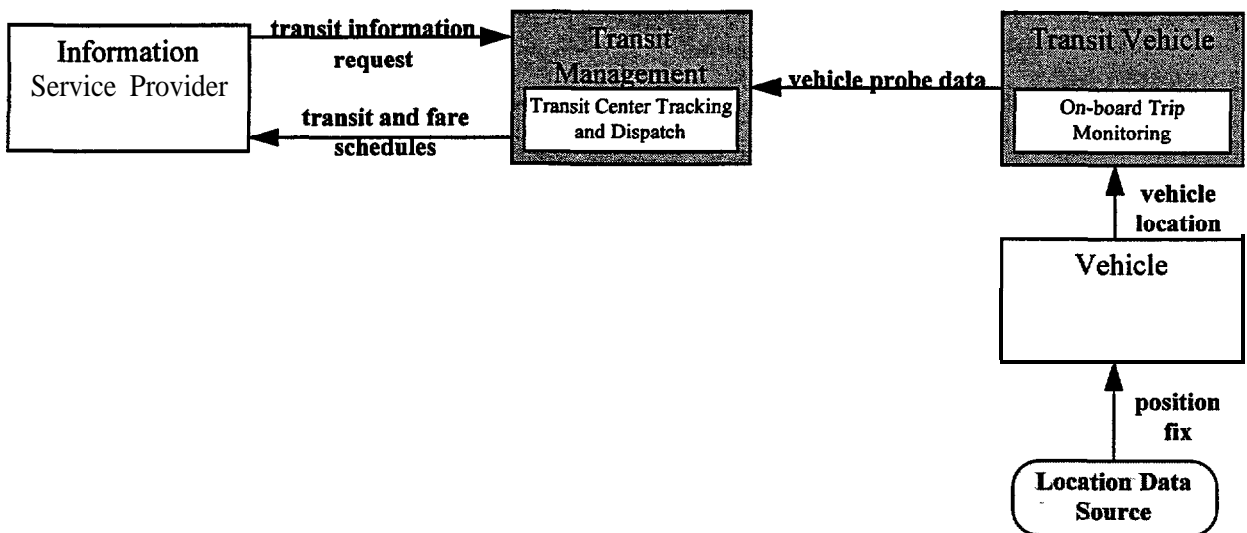 Information
Service Provider
transit information
request
transit and fare
schedules
Transit
Management
Transit Center Tracking
and Dispatch
vehicle probe data
Transit Vehicle
On-board Trip
Monitoring
vehicle
location
Vehicle
position
fix
Location Data
Source